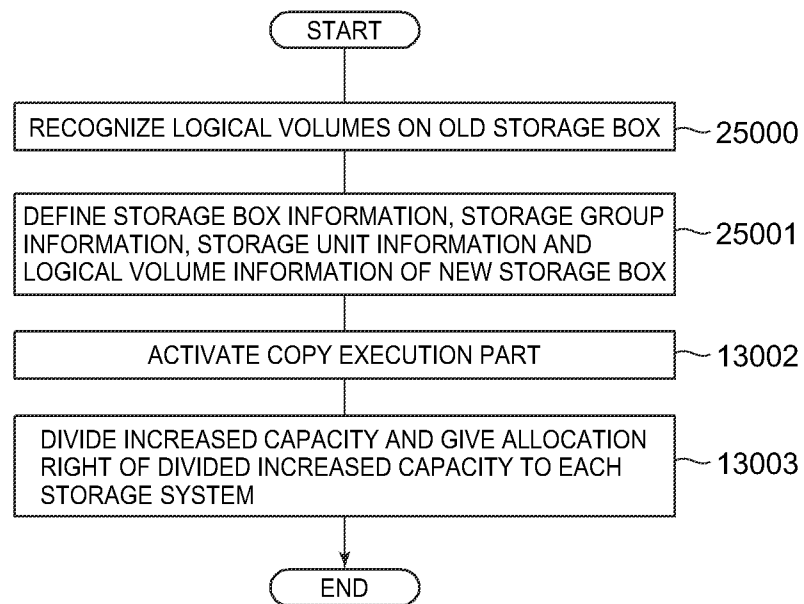 START
RECOGNIZE LOGICAL VOLUMES ON OLD STORAGE BOX
25000
DEFINE STORAGE BOX INFORMATION, STORAGE GROUP
INFORMATION, STORAGE UNIT INFORMATION AND
LOGICAL VOLUME INFORMATION OF NEW STORAGE BOX
25001
ACTIVATE COPY EXECUTION PART
13002
DIVIDE INCREASED CAPACITY AND GIVE ALLOCATION
RIGHT OF DIVIDED INCREASED CAPACITY TO EACH
STORAGE SYSTEM
13003
END